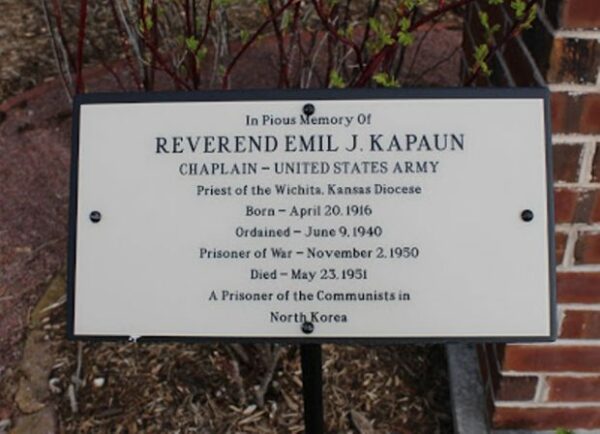 In Pious Memory Of
REVEREND EMIL J. KAPAUN
CHAPLAIN – UNITED STATES ARMY
Priest of the Wichita, Kansas Diocese
Born – April 20, 1916
Ordained – June 9, 1940
Prisoner of War – November 2, 1950
Died – May 23, 1951
A Prisoner of the Communists in
North Korea